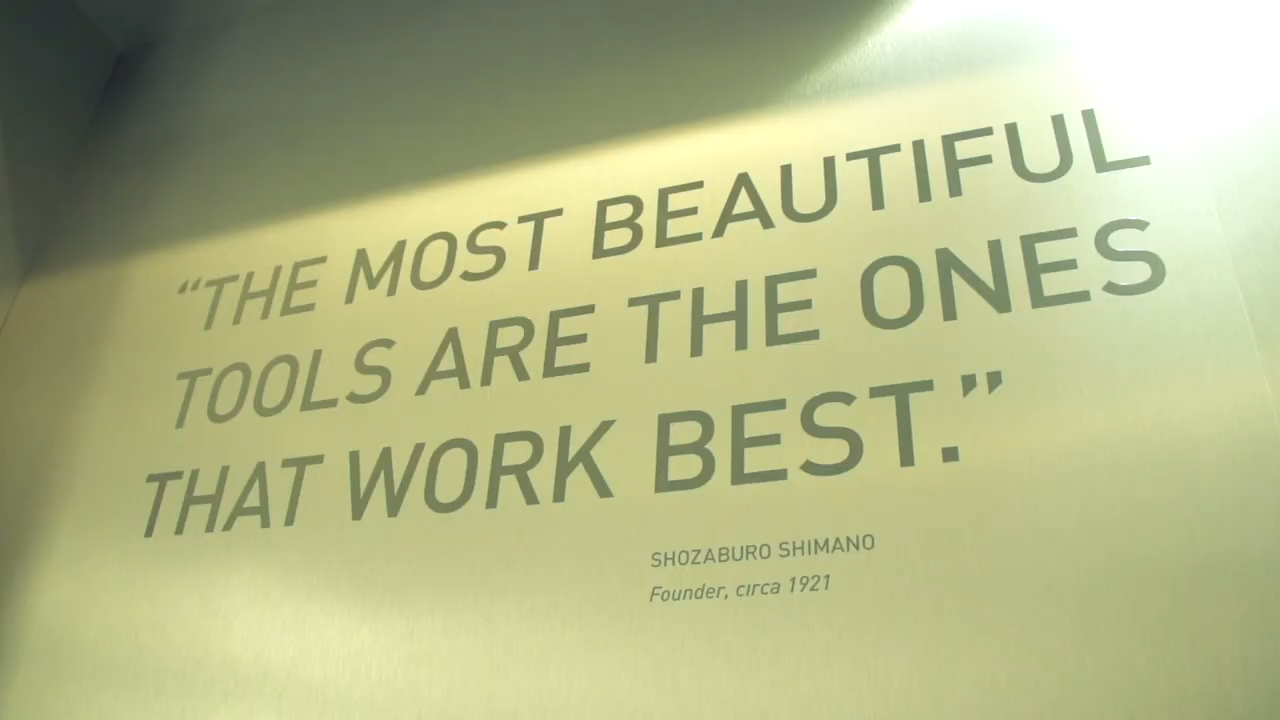 “THE MOST BEAUTIFUL
TOOLS ARE THE ONES
THAT WORK BEST.”
SHOZABURO SHIMANO
Founder, circa 1921